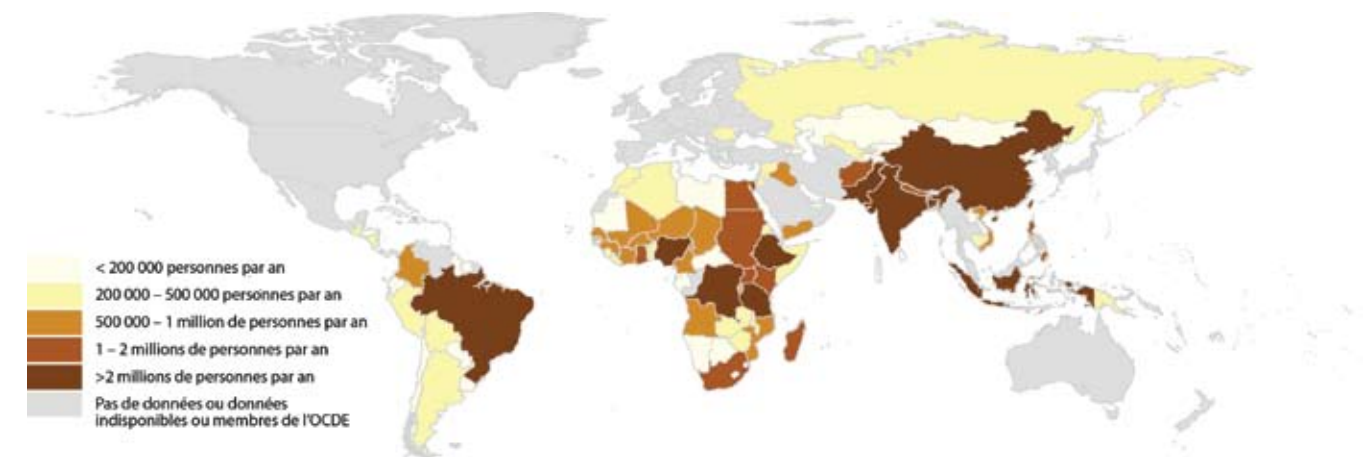 < 200 000 personnes par an
200 000 – 500 000 personnes par an
500 000 – 1 million de personnes par an
1 – 2 millions de personnes par an
>2 millions de personnes par an
Pas de données ou données
indisponibles ou membres de l'OCDE